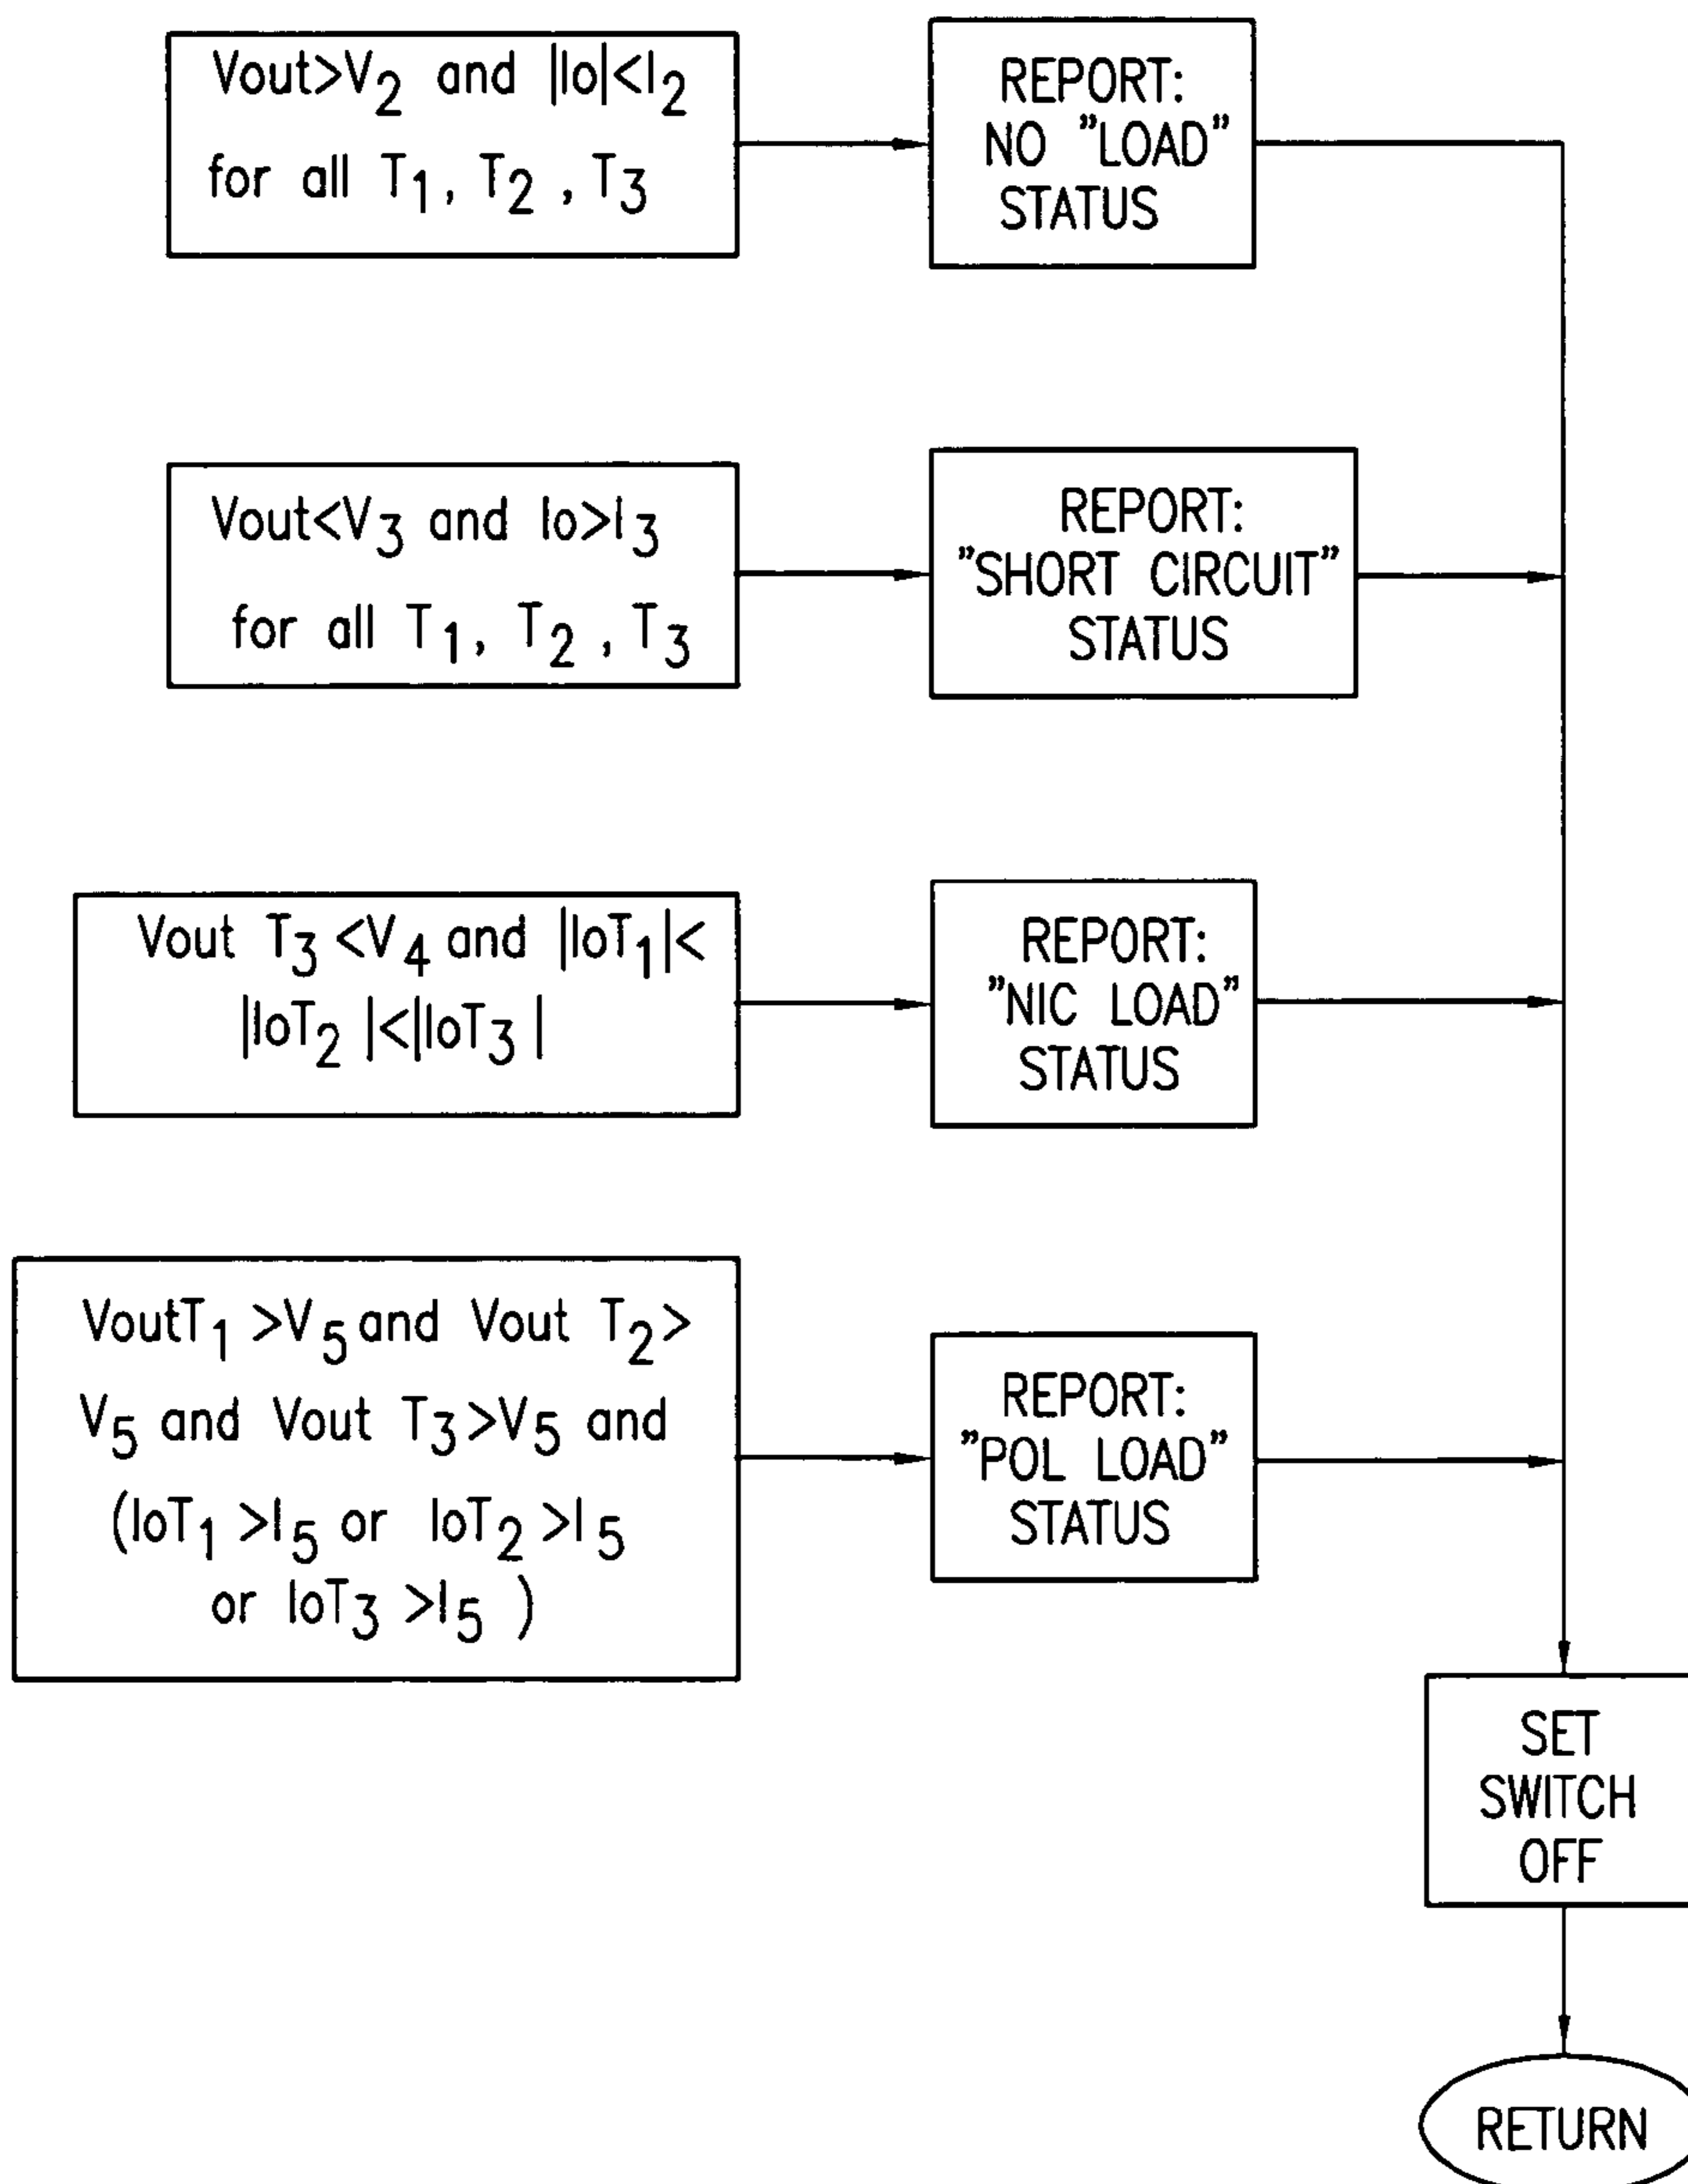 Vout>V2 and |Io|<I2
for all T1, T2 , T3
REPORT:
NO "LOAD"
STATUS
Vout<V3 and Io>I3
for all T1, T2 , T3
REPORT:
"SHORT CIRCUIT"
STATUS
Vout T3 <V4 and |IoT1|<
|IoT2 |<|IoT3 |
REPORT:
"NIC LOAD"
STATUS
VoutT1 >V5 and Vout T2>
V5 and Vout T3>V5 and
(IoT1 >I5 or IoT2 >I5
or IoT3 >I5 )
REPORT:
"POL LOAD"
STATUS
SET
SWITCH
OFF
RETURN